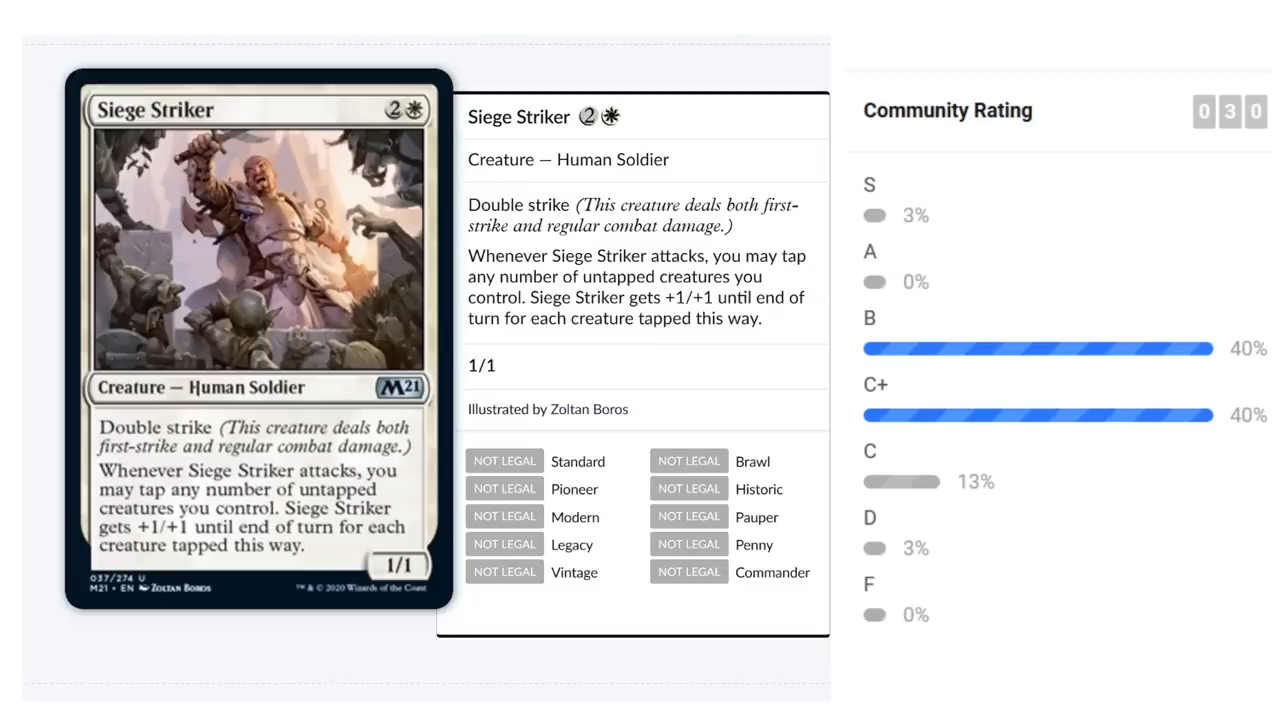 Siege Striker 2
Creature — Human Soldier
M21
Double strike (This creature deals both
first-strike and regular combat damage.)
Whenever Siege Striker attacks, you
may tap any number of untapped
creatures you control. Siege Striker
gets +1/+1 until end of turn for each
creature tapped this way.
1/1
037/274 U
M21 • EN Zoltan Boros
™ & © 2020 Wizards of the Coast
Siege Striker 2
Creature — Human Soldier
Double strike (This creature deals both first-
strike and regular combat damage.)
Whenever Siege Striker attacks, you may tap
any number of untapped creatures you
control. Siege Striker gets +1/+1 until end of
turn for each creature tapped this way.
1/1
Illustrated by Zoltan Boros
NOT LEGAL Standard NOT LEGAL Brawl
NOT LEGAL Pioneer NOT LEGAL Historic
NOT LEGAL Modern NOT LEGAL Pauper
NOT LEGAL Legacy NOT LEGAL Penny
NOT LEGAL Vintage NOT LEGAL Commander
Community Rating 0 3 0
S
3%
A
0%
B
40%
C+
40%
C
13%
D
3%
F
0%